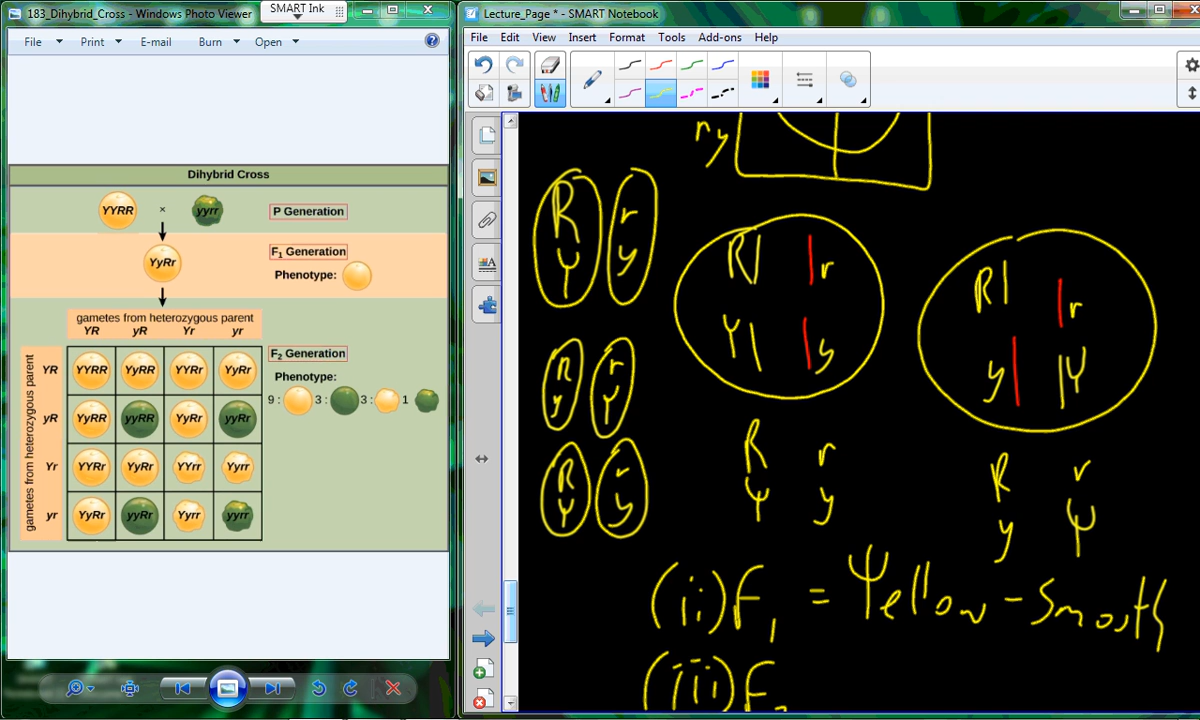 183_Dihybrid_Cross - Windows Photo Viewer
SMART Ink
File Print E-mail Burn Open
Dihybrid Cross
YYRR × yyrr P Generation
F₁ Generation
YyRr
Phenotype:
gametes from heterozygous parent
YR yR Yr yr
F₂ Generation
Phenotype:
9 : 3 : 3 : 1
gametes from heterozygous parent
YR YYRR YyRR YYRr YyRr
yR YyRR yyRR YyRr yyRr
Yr YYRr YyRr YYrr Yyrr
yr YyRr yyRr Yyrr yyrr
Lecture_Page * - SMART Notebook
File Edit View Insert Format Tools Add-ons Help
ry
R r
Y y
R r
y Y
R r
Y y
R r
Y y
R r
Y y
R r
y Y
R r
y Y
(ii) F₁ = Yellow - Smooth
(iii) F₂